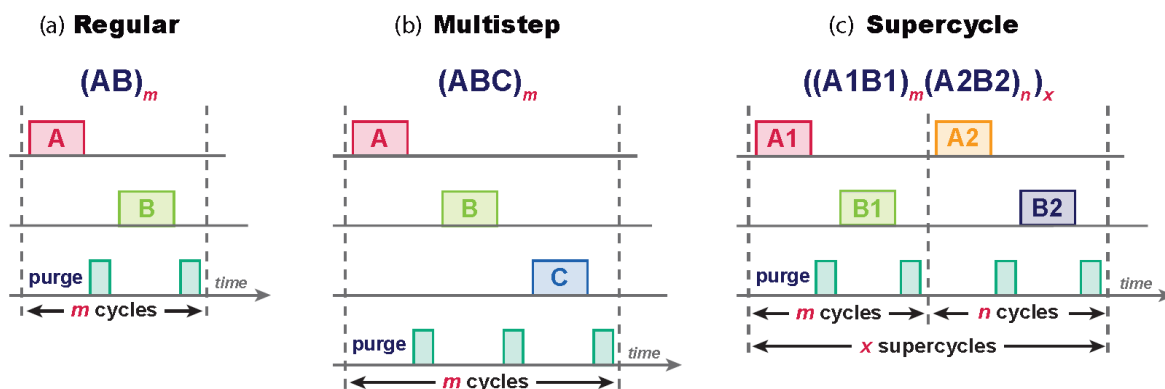 (a) Regular
(AB)m
A
B
purge
time
m cycles
(b) Multistep
(ABC)m
A
B
C
purge
time
m cycles
(c) Supercycle
((A1B1)m(A2B2)n)x
A1
A2
B1
B2
purge
time
m cycles
n cycles
x supercycles